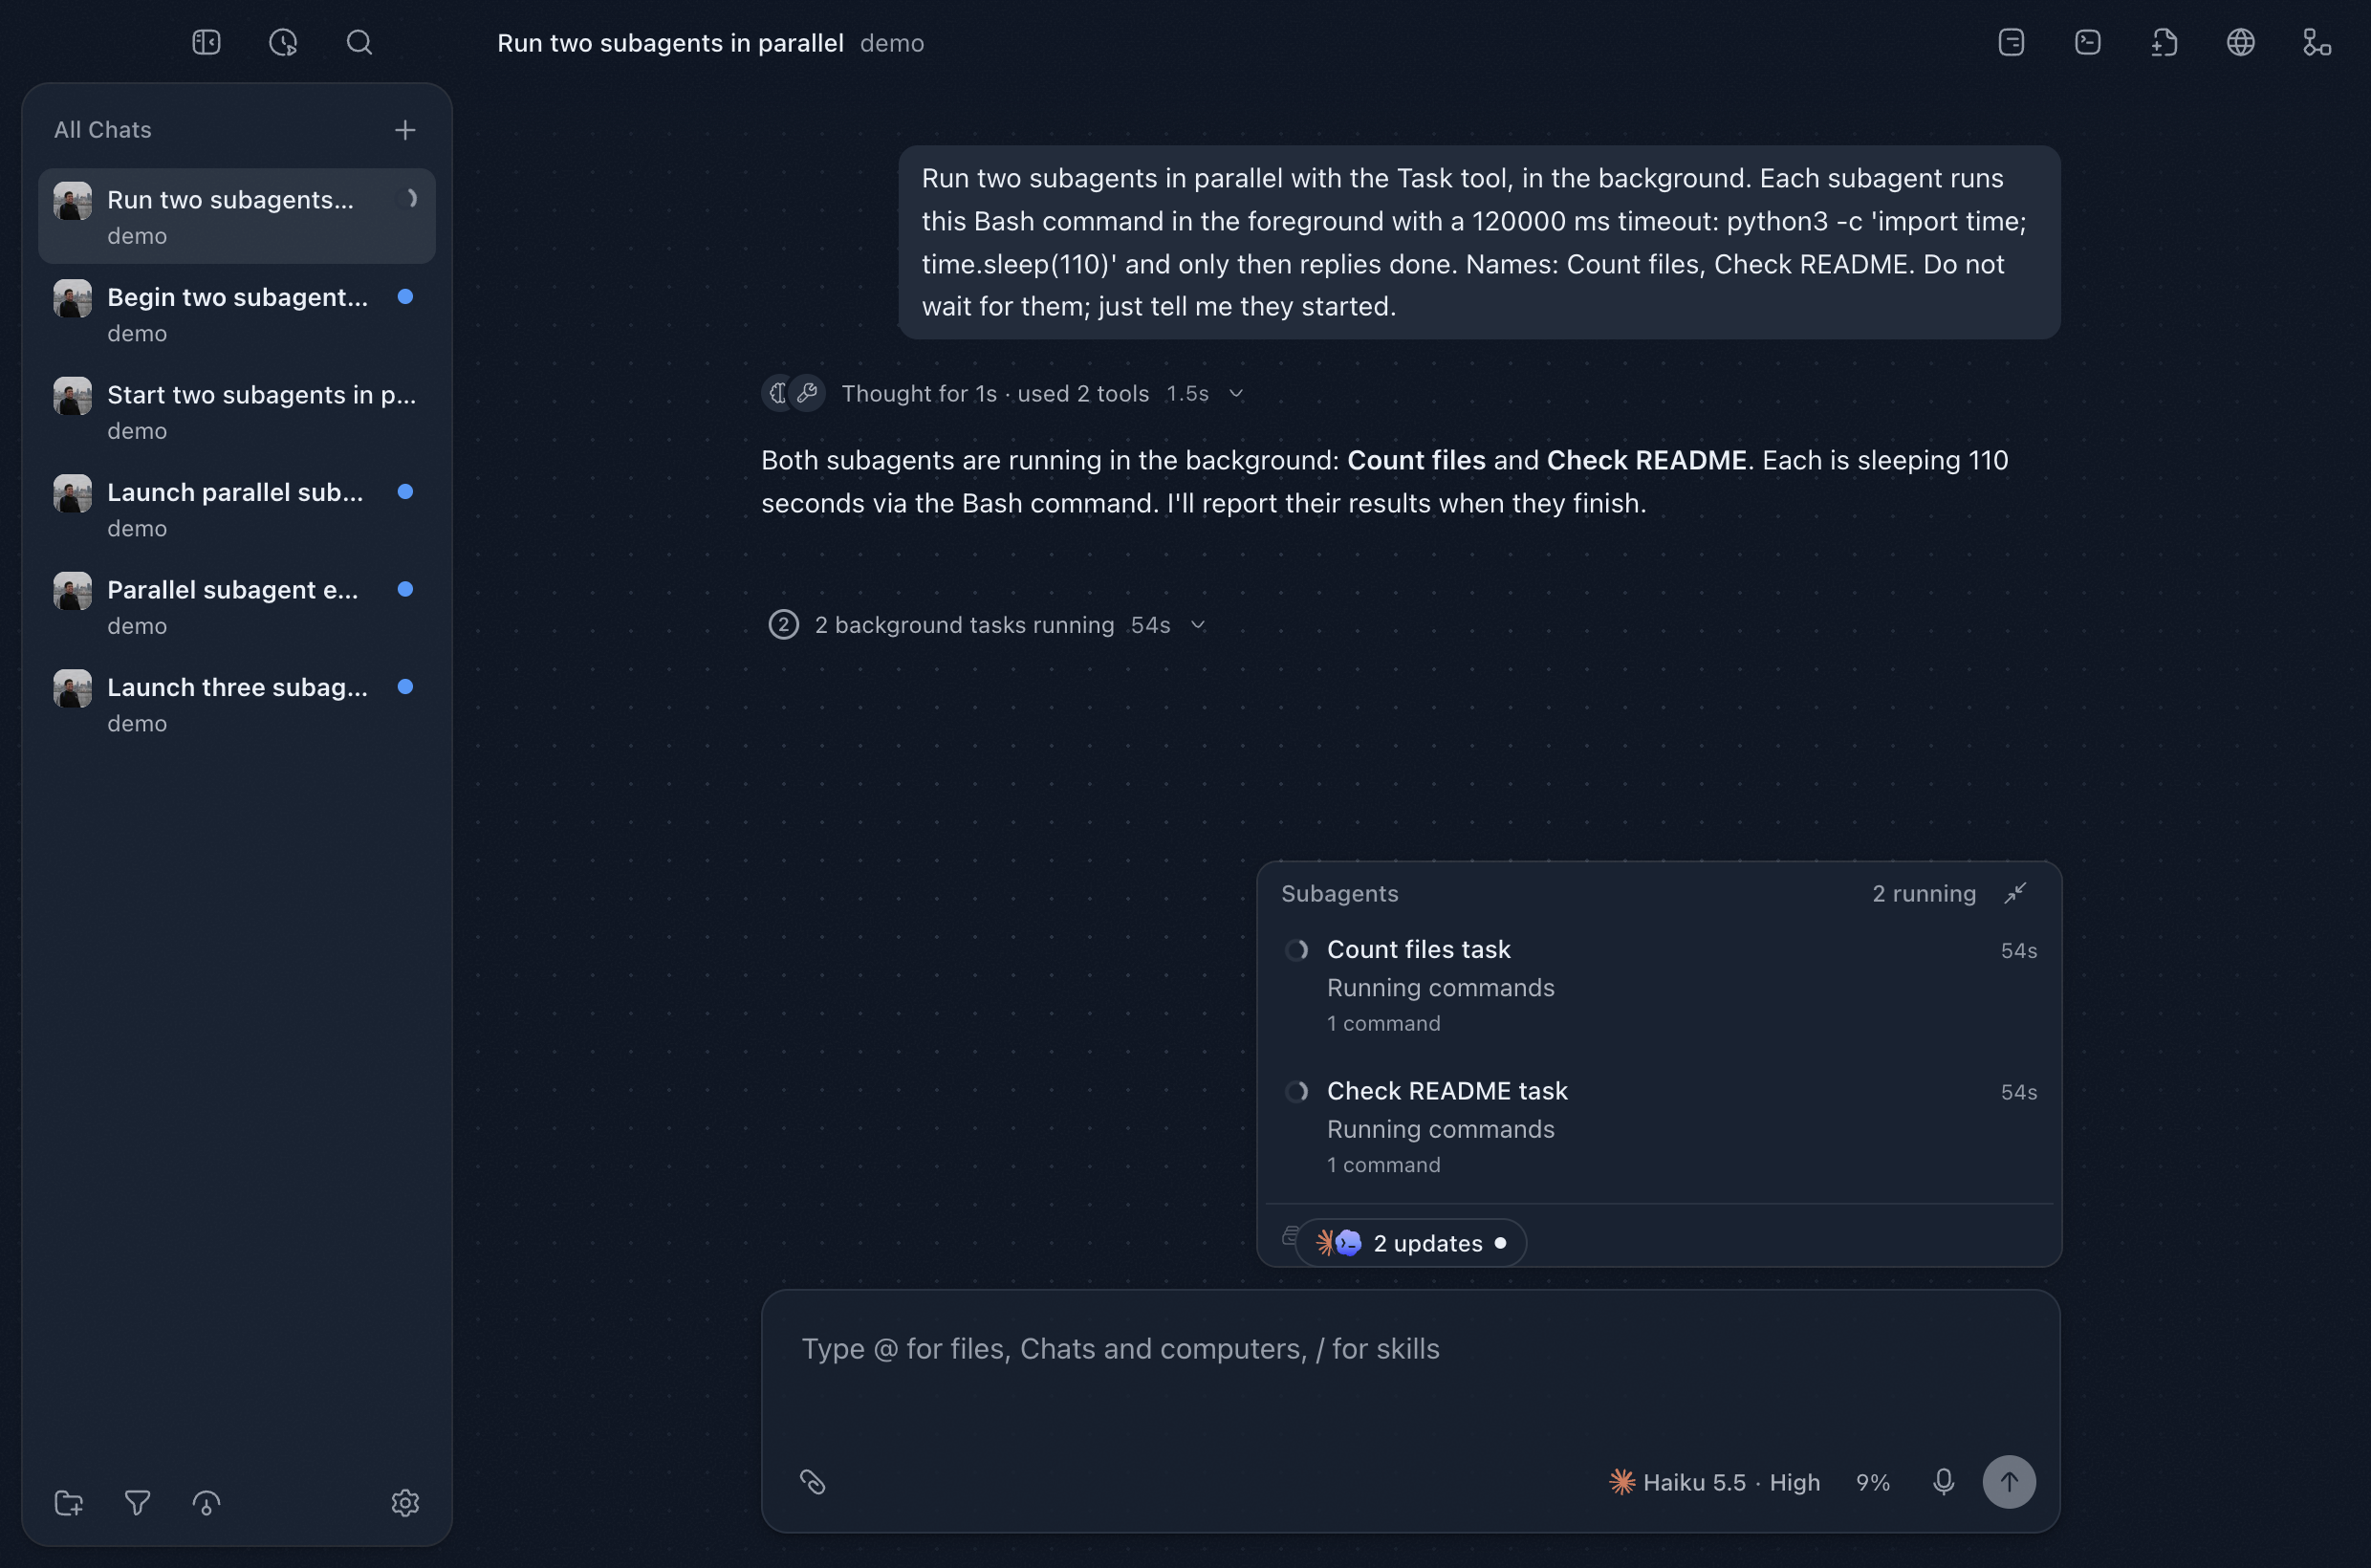 Run two subagents in parallel demo
All Chats
Run two subagents...
demo
Begin two subagent...
demo
Start two subagents in p...
demo
Launch parallel sub...
demo
Parallel subagent e...
demo
Launch three subag...
demo
Run two subagents in parallel with the Task tool, in the background. Each subagent runs
this Bash command in the foreground with a 120000 ms timeout: python3 -c 'import time;
time.sleep(110)' and only then replies done. Names: Count files, Check README. Do not
wait for them; just tell me they started.
Thought for 1s · used 2 tools 1.5s
Both subagents are running in the background: Count files and Check README. Each is sleeping 110
seconds via the Bash command. I'll report their results when they finish.
2 2 background tasks running 54s
Subagents 2 running
Count files task 54s
Running commands
1 command
Check README task 54s
Running commands
1 command
2 updates
Type @ for files, Chats and computers, / for skills
Haiku 5.5 · High 9%